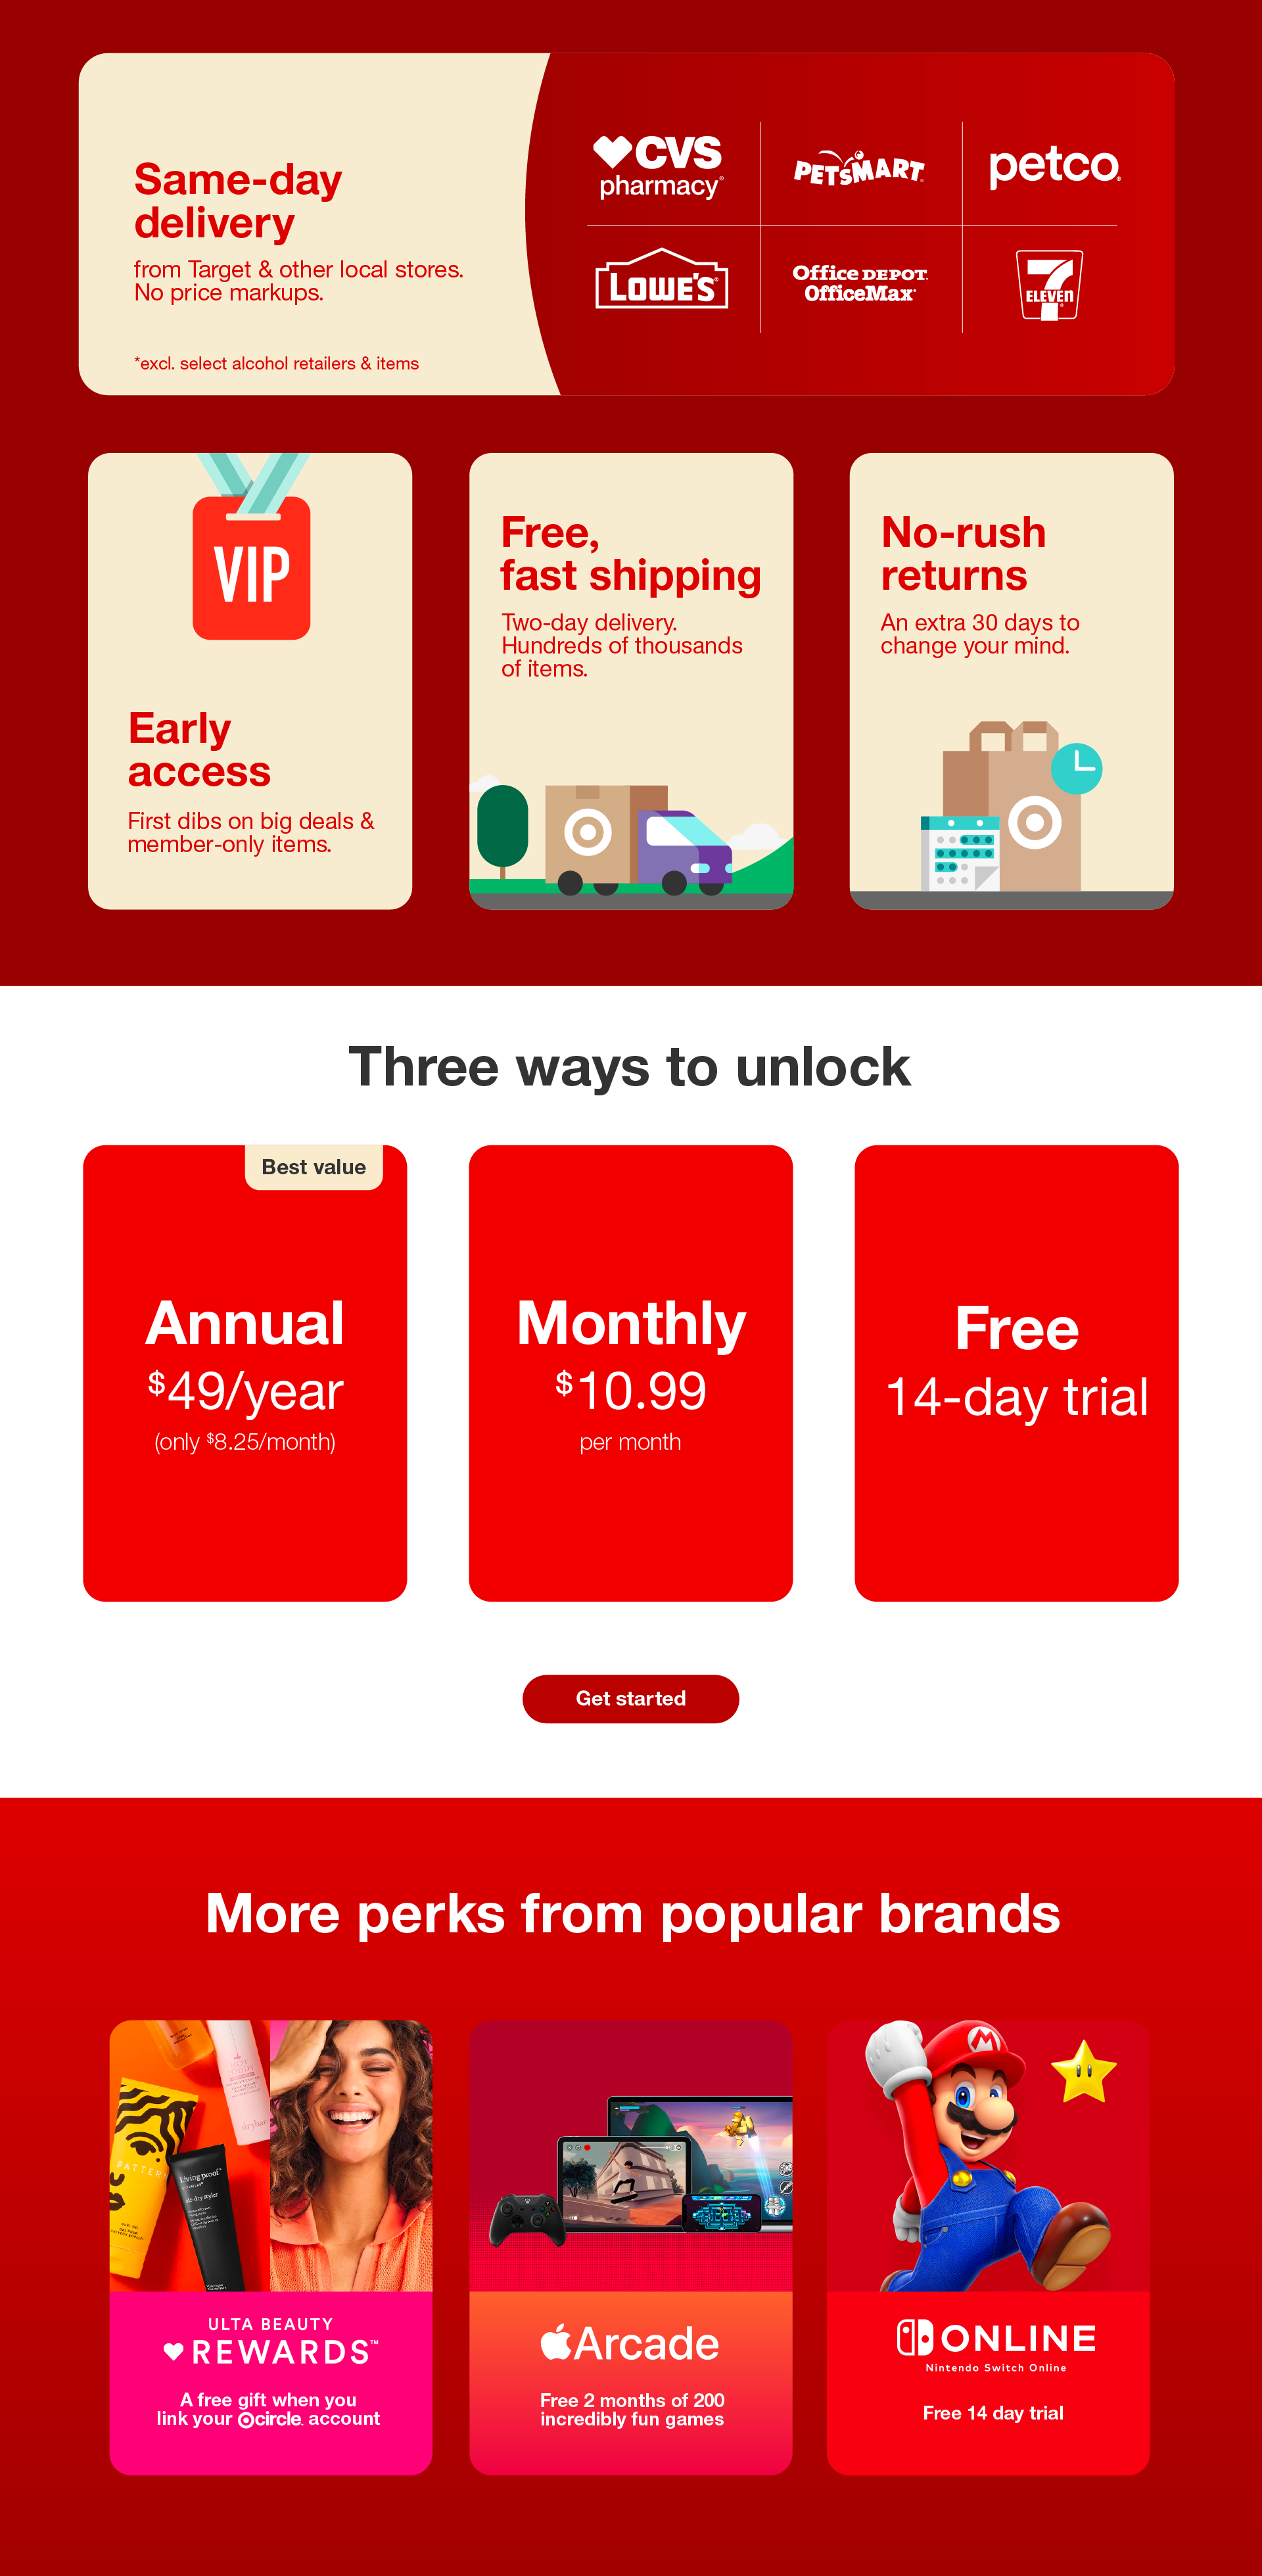 Same-day
delivery
from Target & other local stores.
No price markups.
*excl. select alcohol retailers & items
CVS
pharmacy®
PETSMART
petco®
LOWE'S®
Office DEPOT
OfficeMax®
7
ELEVEN
VIP
Early
access
First dibs on big deals &
member-only items.
Free,
fast shipping
Two-day delivery.
Hundreds of thousands
of items.
No-rush
returns
An extra 30 days to
change your mind.
Three ways to unlock
Best value
Annual
$49/year
(only $8.25/month)
Monthly
$10.99
per month
Free
14-day trial
Get started
More perks from popular brands
PATTERN
drybar
Living proof
M
ULTA BEAUTY
REWARDS™
A free gift when you
link your circle account
Arcade
Free 2 months of 200
incredibly fun games
ONLINE
Nintendo Switch Online
Free 14 day trial